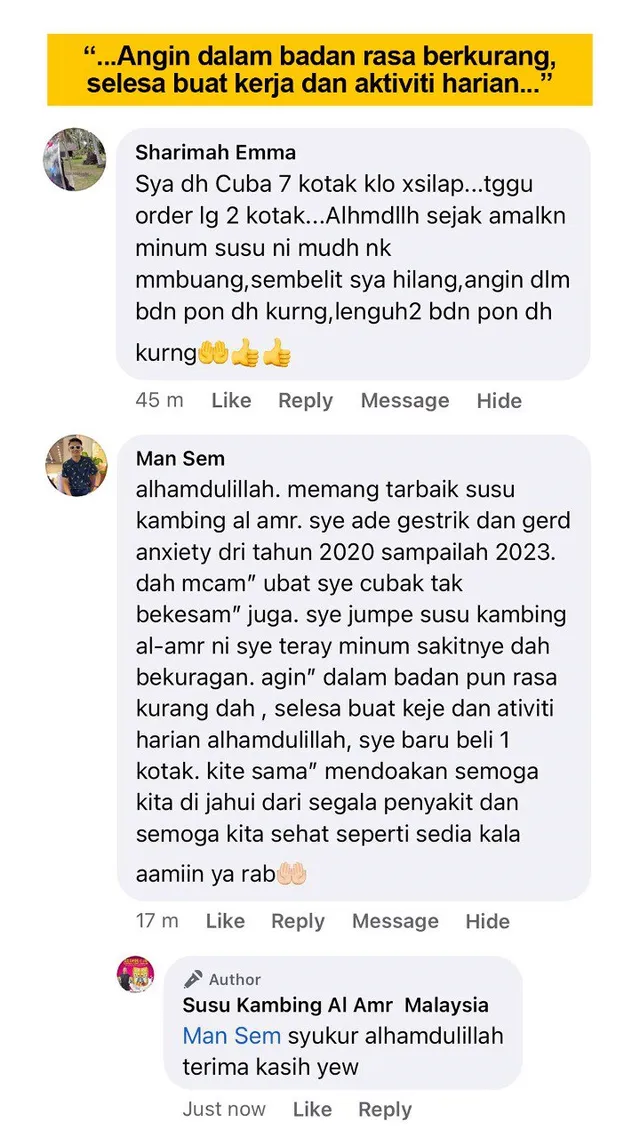 “...Angin dalam badan rasa berkurang,
selesa buat kerja dan aktiviti harian...”
Sharimah Emma
Sya dh Cuba 7 kotak klo xsilap...tggu
order lg 2 kotak...Alhmdllh sejak amalkn
minum susu ni mudh nk
mmbuang,sembelit sya hilang,angin dlm
bdn pon dh kurng,lenguh2 bdn pon dh
kurng🤲👍👍
45 m Like Reply Message Hide
Man Sem
alhamdulillah. memang tarbaik susu
kambing al amr. sye ade gestrik dan gerd
anxiety dri tahun 2020 sampailah 2023.
dah mcam” ubat sye cubak tak
bekesam” juga. sye jumpe susu kambing
al-amr ni sye teray minum sakitnye dah
bekuragan. agin” dalam badan pun rasa
kurang dah , selesa buat keje dan ativiti
harian alhamdulillah, sye baru beli 1
kotak. kite sama” mendoakan semoga
kita di jahui dari segala penyakit dan
semoga kita sehat seperti sedia kala
aamiin ya rab🤲🏻
17 m Like Reply Message Hide
Author
Susu Kambing Al Amr Malaysia
Man Sem syukur alhamdulillah
terima kasih yew
Just now Like Reply